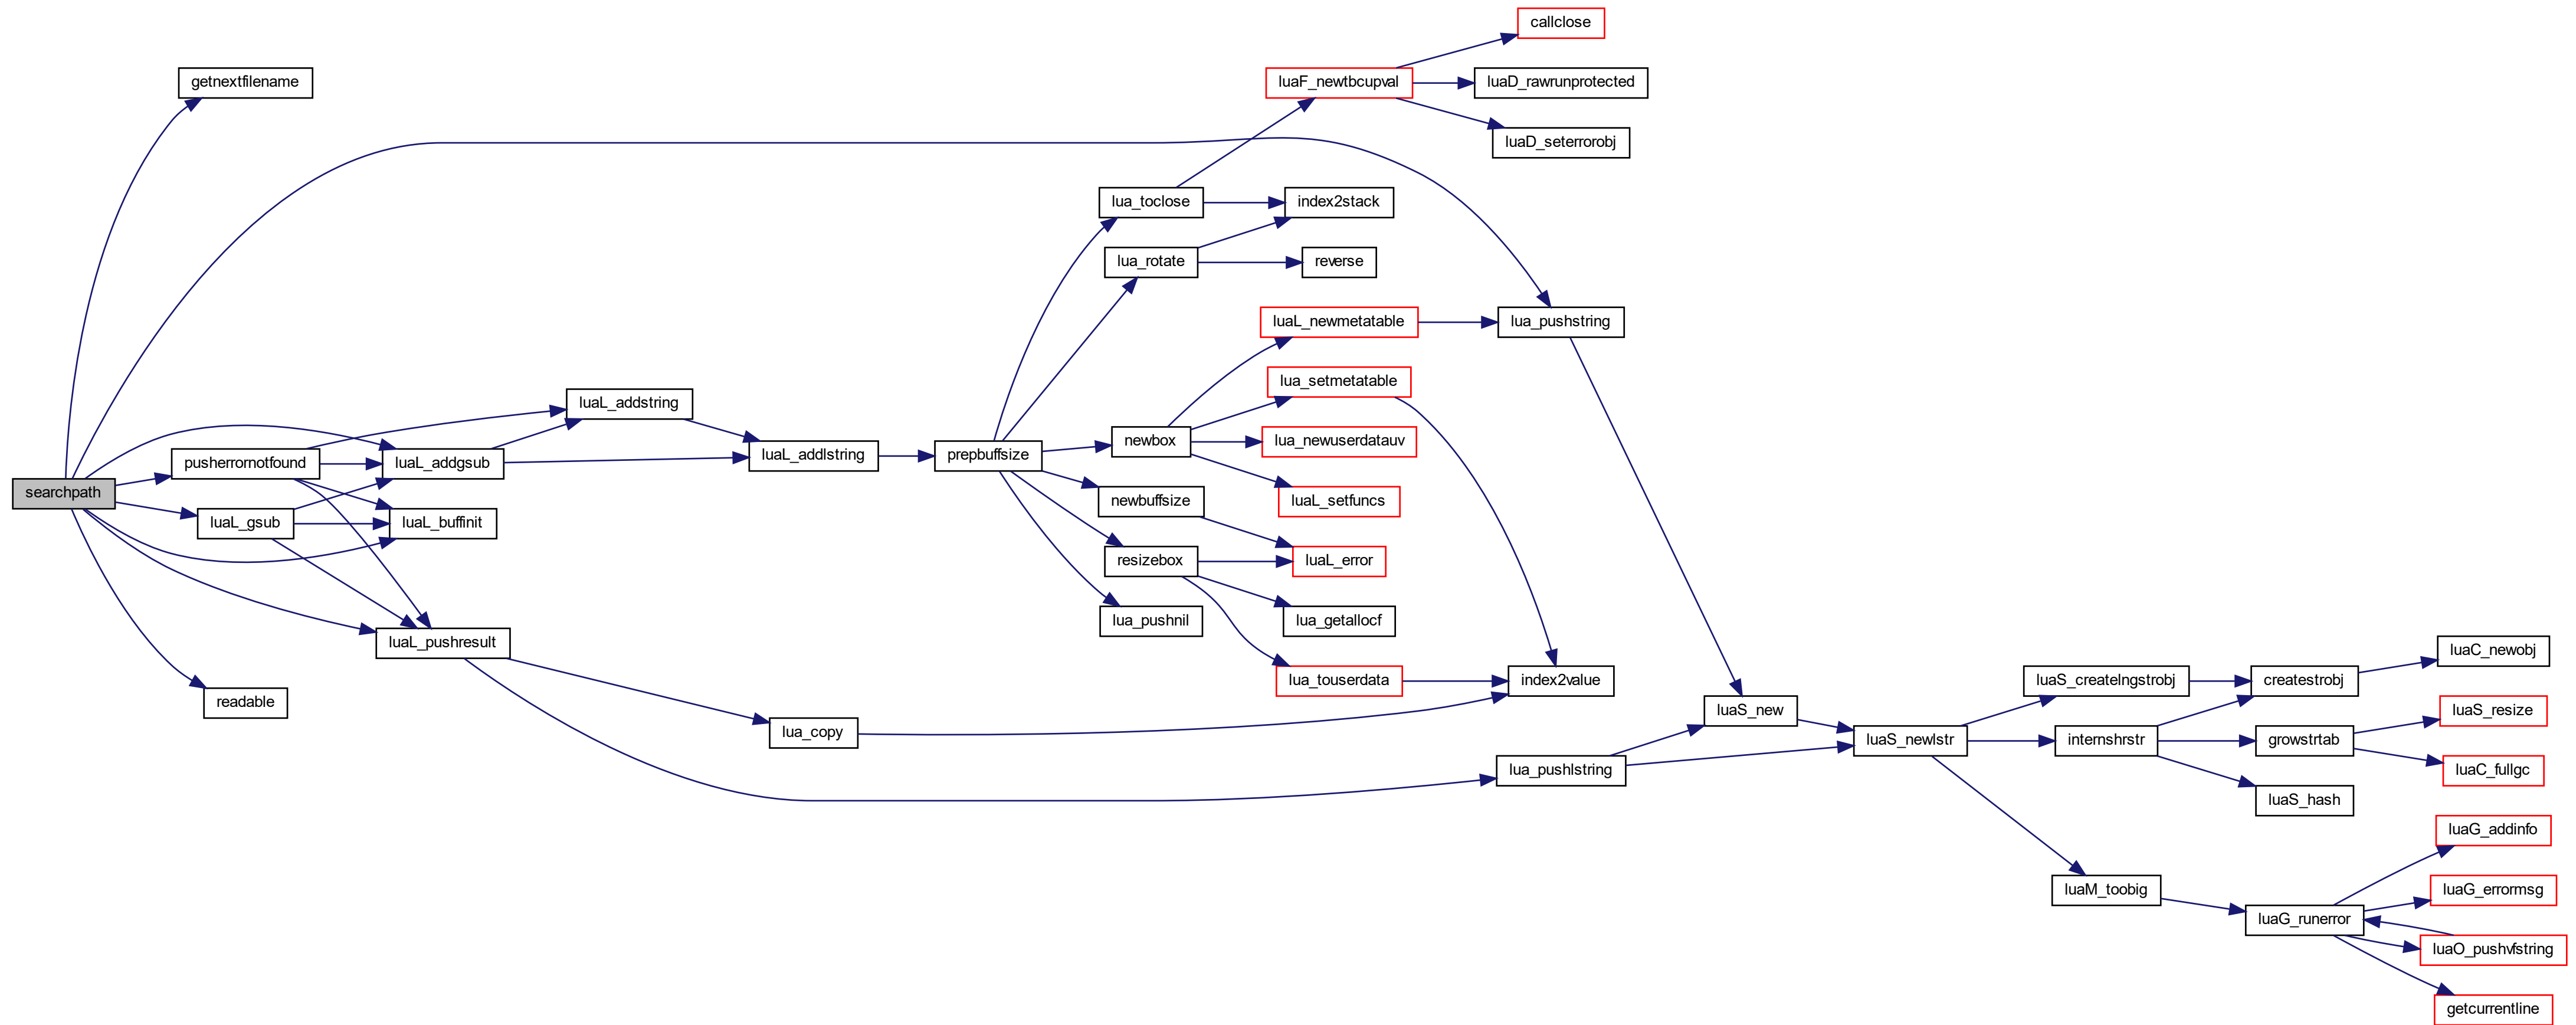 callclose
getnextfilename
luaF_newtbcupval
luaD_rawrunprotected
luaD_seterrorobj
lua_toclose
index2stack
lua_rotate
reverse
luaL_newmetatable
lua_pushstring
lua_setmetatable
luaL_addstring
newbox
lua_newuserdatauv
pusherrornotfound
luaL_addgsub
luaL_addlstring
prepbuffsize
searchpath
newbuffsize
luaL_setfuncs
luaL_gsub
luaL_buffinit
resizebox
luaL_error
lua_pushnil
lua_getallocf
luaL_pushresult
luaC_newobj
lua_touserdata
index2value
luaS_createlngstrobj
createstrobj
readable
luaS_new
luaS_resize
lua_copy
luaS_newlstr
internshrstr
growstrtab
lua_pushlstring
luaC_fullgc
luaS_hash
luaG_addinfo
luaM_toobig
luaG_errormsg
luaG_runerror
luaO_pushvfstring
getcurrentline